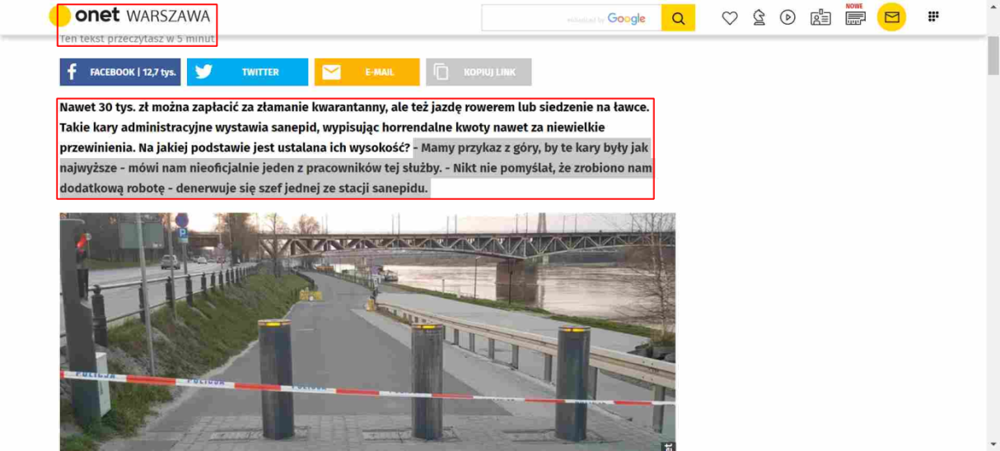 onet WARSZAWA
enhanced by Google
NOWE
Ten tekst przeczytasz w 5 minut
FACEBOOK | 12,7 tys.
TWITTER
E-MAIL
KOPIUJ LINK
Nawet 30 tys. zł można zapłacić za złamanie kwarantanny, ale też jazdę rowerem lub siedzenie na ławce.
Takie kary administracyjne wystawia sanepid, wypisując horrendalne kwoty nawet za niewielkie
przewinienia. Na jakiej podstawie jest ustalana ich wysokość? - Mamy przykaz z góry, by te kary były jak
najwyższe - mówi nam nieoficjalnie jeden z pracowników tej służby. - Nikt nie pomyślał, że zrobiono nam
dodatkową robotę - denerwuje się szef jednej ze stacji sanepidu.
P
POLICJA POLICJA POLICJA